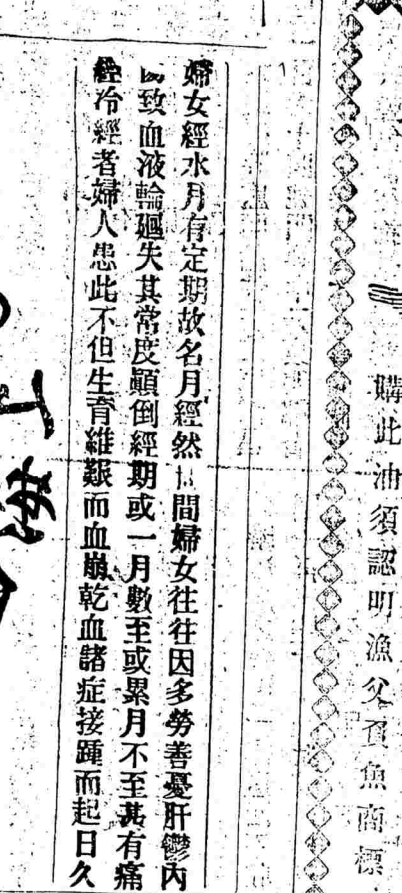 購此油須認明漁父頁魚商標
婦女經水月有定期故名月經然世間婦女往往因多勞善憂肝鬱丙
傷致血液輪廻失其常度顚倒經期或一月數至或累月不至甚有痛
經冷經者婦人患此不但生育維艱而血崩乾血諸症接踵而起日久